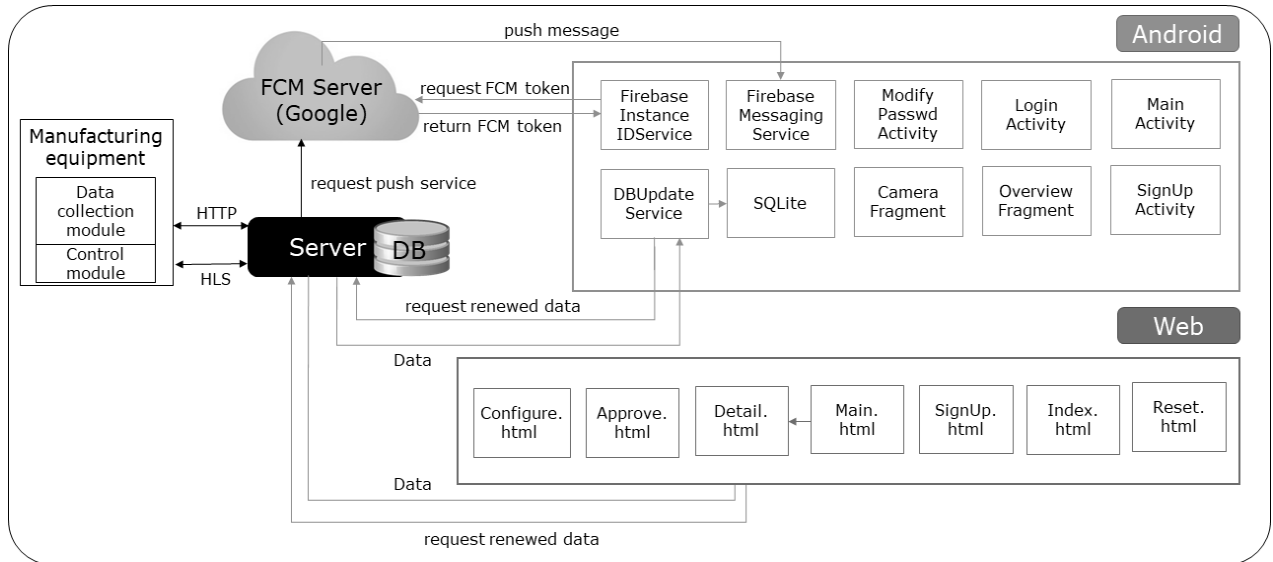 push message
Android
FCM Server
(Google)
request FCM token
return FCM token
Firebase
Instance
IDService
Firebase
Messaging
Service
Modify
Passwd
Activity
Login
Activity
Main
Activity
Manufacturing
equipment
Data
collection
module
Control
module
HTTP
HLS
request push service
Server
DB
DBUpdate
Service
SQLite
Camera
Fragment
Overview
Fragment
SignUp
Activity
request renewed data
Data
Web
Configure.
html
Approve.
html
Detail.
html
Main.
html
SignUp.
html
Index.
html
Reset.
html
Data
request renewed data